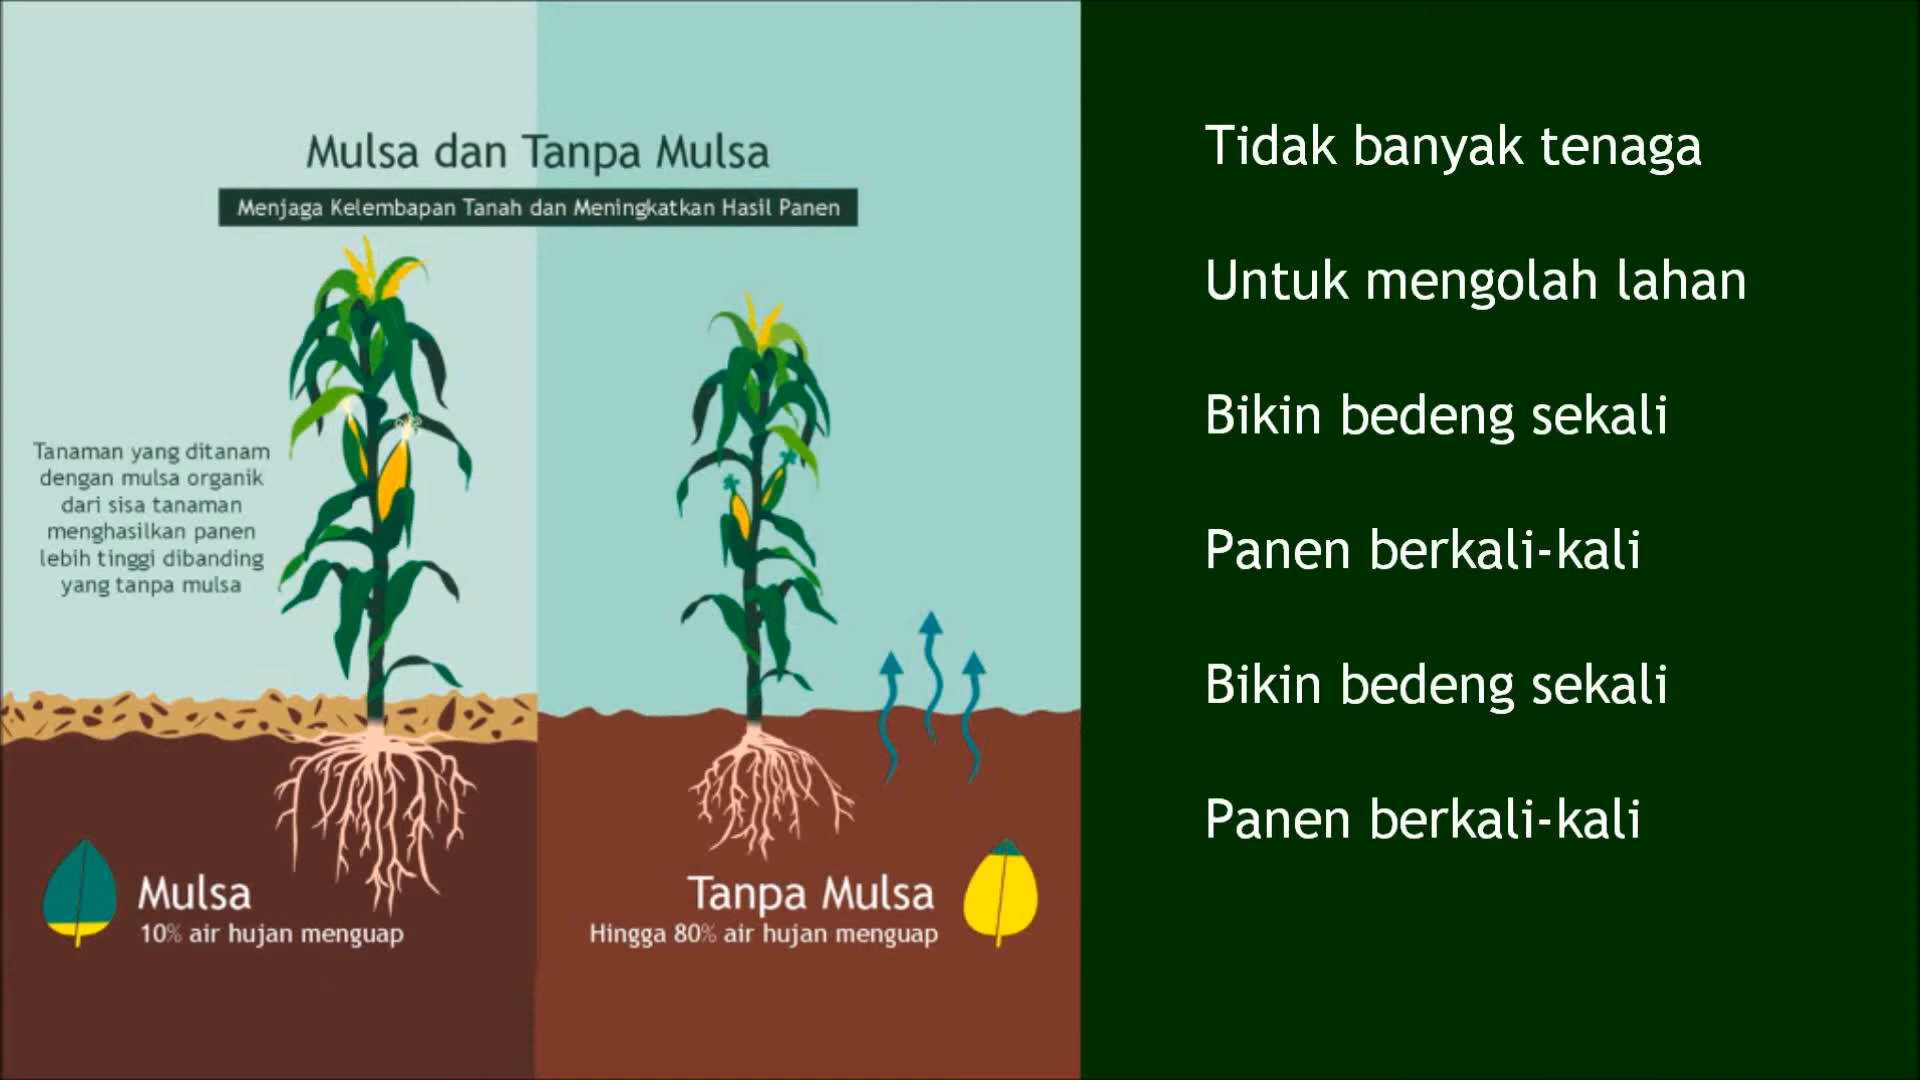 Mulsa dan Tanpa Mulsa
Menjaga Kelembapan Tanah dan Meningkatkan Hasil Panen
Tanaman yang ditanam
dengan mulsa organik
dari sisa tanaman
menghasilkan panen
lebih tinggi dibanding
yang tanpa mulsa
Mulsa
10% air hujan menguap
Tanpa Mulsa
Hingga 80% air hujan menguap
Tidak banyak tenaga
Untuk mengolah lahan
Bikin bedeng sekali
Panen berkali-kali
Bikin bedeng sekali
Panen berkali-kali